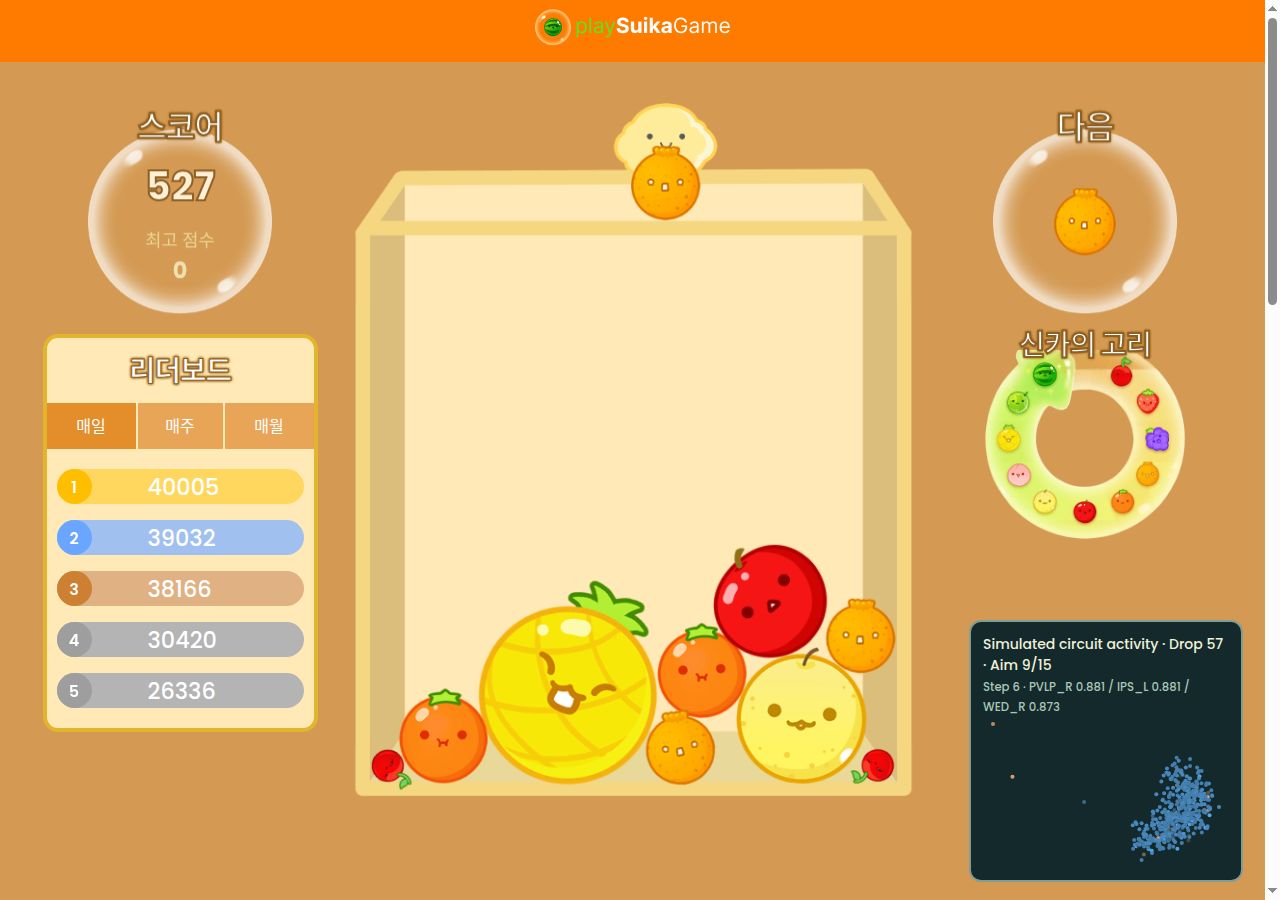 playSuikaGame
스코어
527
최고 점수
0
리더보드
매일 매주 매월
1 40005
2 39032
3 38166
4 30420
5 26336
다음
신카의 고리
Simulated circuit activity · Drop 57
· Aim 9/15
Step 6 · PVLP_R 0.881 / IPS_L 0.881 /
WED_R 0.873